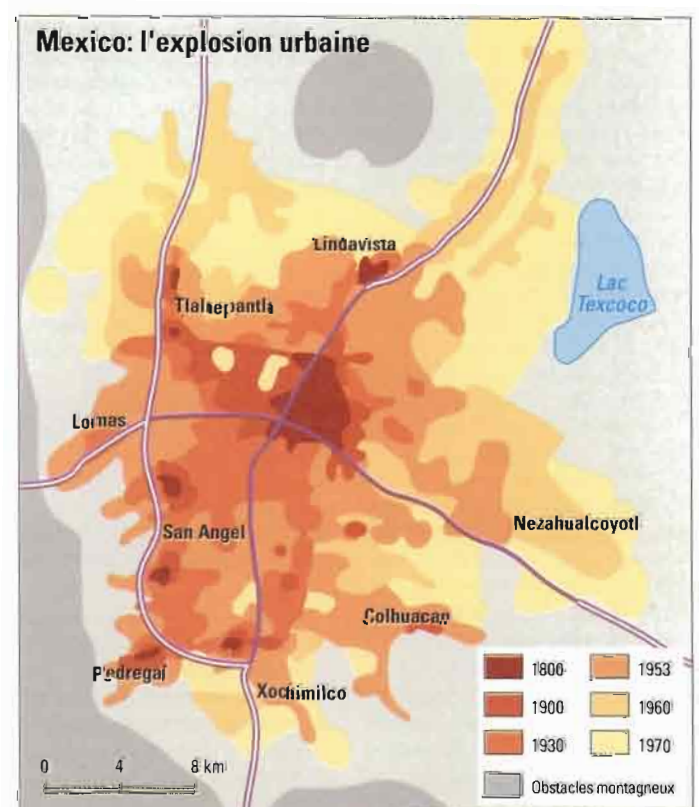 Mexico: l'explosion urbaine
Lindavista
Lac
Texcoco
Tlalnepantla
Lomas
Nezahualcoyotl
San Angel
Colhuacan
Pedregal
Xochimilco
1800
1953
1900
1960
1930
1970
Obstacles montagneux
0 4 8 km